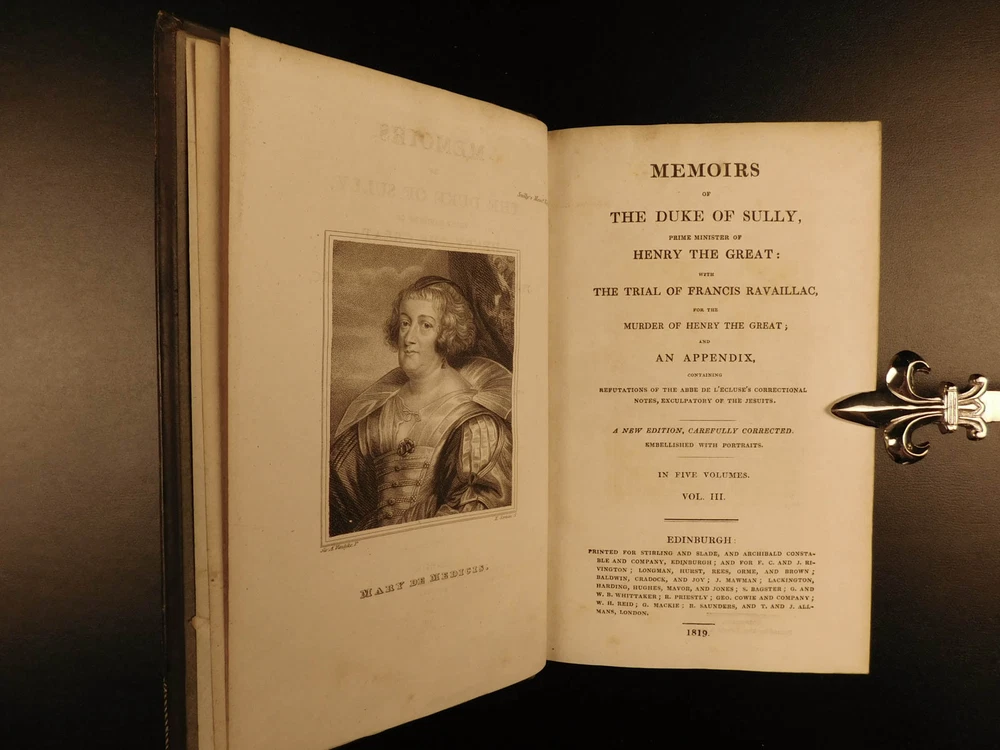 Sully's Mem
Sir A. Vandyke P.
MARY DE MEDICIS.
MEMOIRS
OF
THE DUKE OF SULLY,
PRIME MINISTER OF
HENRY THE GREAT:
WITH
THE TRIAL OF FRANCIS RAVAILLAC,
FOR THE
MURDER OF HENRY THE GREAT;
AND
AN APPENDIX,
CONTAINING
REFUTATIONS OF THE ABBE DE L'ÉCLUSE'S CORRECTIONAL
NOTES, EXCULPATORY OF THE JESUITS.
A NEW EDITION, CAREFULLY CORRECTED.
EMBELLISHED WITH PORTRAITS.
IN FIVE VOLUMES.
VOL. III.
EDINBURGH:
PRINTED FOR STIRLING AND SLADE, AND ARCHIBALD CONSTA-
BLE AND COMPANY, EDINBURGH; AND FOR F. C. AND J. RI-
VINGTON; LONGMAN, HURST, REES, ORME, AND BROWN;
BALDWIN, CRADOCK, AND JOY; J. MAWMAN; LACKINGTON,
HARDING, HUGHES, MAVOR, AND JONES; S. BAGSTER; G. AND
W. B. WHITTAKER; R. PRIESTLY; GEO. COWIE AND COMPANY;
W. H. REID; G. MACKIE; R. SAUNDERS, AND T. AND J. ALL-
MANS, LONDON.
1819.